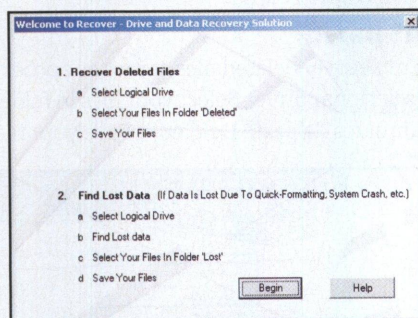 Welcome to Recover - Drive and Data Recovery Solution
1. Recover Deleted Files
a Select Logical Drive
b Select Your Files In Folder 'Deleted'
c Save Your Files
2. Find Lost Data (If Data Is Lost Due To Quick-Formatting, System Crash, etc.)
a Select Logical Drive
b Find Lost data
c Select Your Files In Folder 'Lost'
d Save Your Files
Begin Help